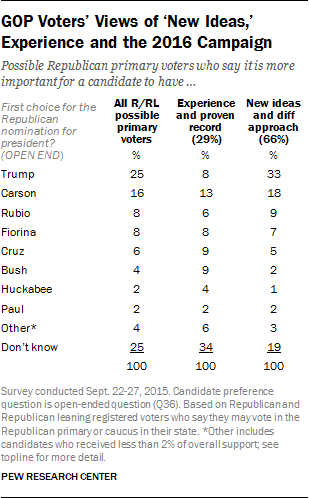 GOP Voters' Views of 'New Ideas,'
Experience and the 2016 Campaign
Possible Republican primary voters who say it is more
important for a candidate to have ...
First choice for the
Republican
nomination for
president?
(OPEN END)
All R/RL
possible
primary
voters
Experience
and proven
record
(29%)
New ideas
and diff
approach
(66%)
% % %
Trump 25 8 33
Carson 16 13 18
Rubio 8 6 9
Fiorina 8 8 7
Cruz 6 9 5
Bush 4 9 2
Huckabee 2 4 1
Paul 2 2 2
Other* 4 6 3
Don't know 25 34 19
100 100 100
Survey conducted Sept. 22-27, 2015. Candidate preference
question is open-ended question (Q36). Based on Republican and
Republican leaning registered voters who say they may vote in the
Republican primary or caucus in their state. *Other includes
candidates who received less than 2% of overall support; see
topline for more detail.
PEW RESEARCH CENTER